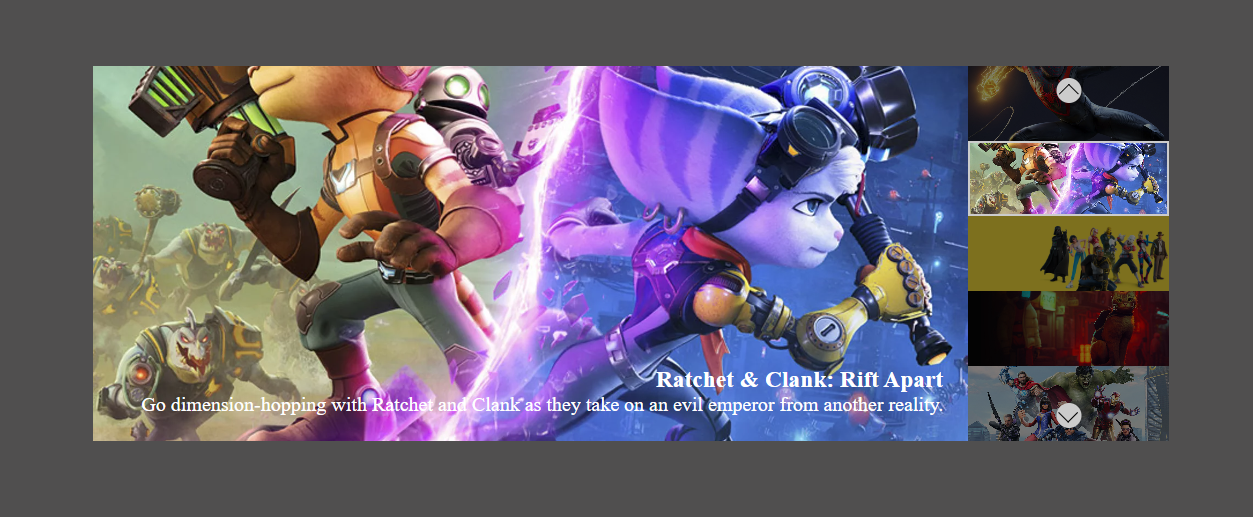 Ratchet & Clank: Rift Apart
Go dimension-hopping with Ratchet and Clank as they take on an evil emperor from another reality.